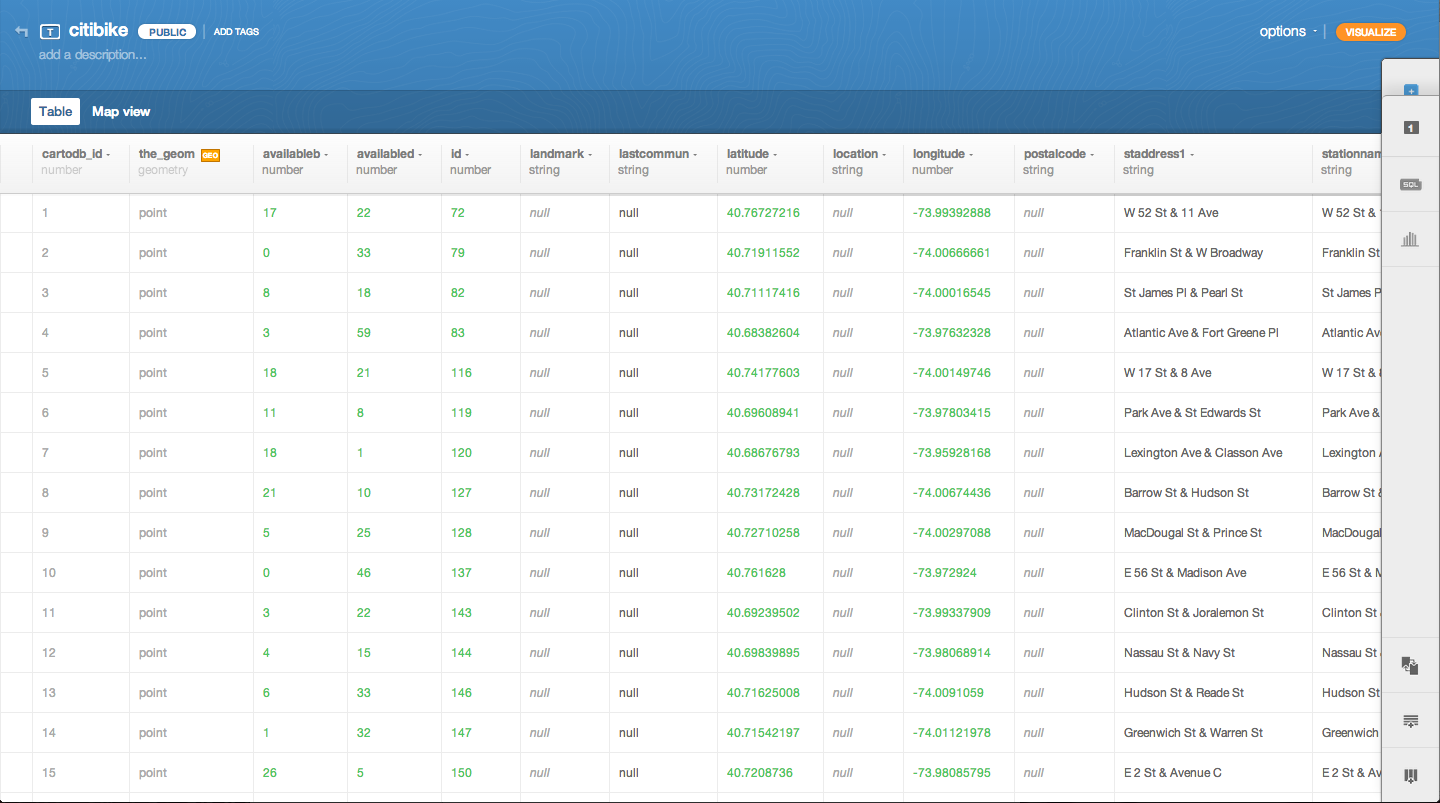 T citibike PUBLIC ADD TAGS options VISUALIZE
add a description...
Table Map view
1
SQL
cartodb_id the_geom GEO availableb availabled id landmark lastcommun latitude location longitude postalcode staddress1 stationnam
number geometry number number number string string number string number string string string
1 point 17 22 72 null null 40.76727216 null -73.99392888 null W 52 St & 11 Ave W 52 St &
2 point 0 33 79 null null 40.71911552 null -74.00666661 null Franklin St & W Broadway Franklin St
3 point 8 18 82 null null 40.71117416 null -74.00016545 null St James Pl & Pearl St St James P
4 point 3 59 83 null null 40.68382604 null -73.97632328 null Atlantic Ave & Fort Greene Pl Atlantic Av
5 point 18 21 116 null null 40.74177603 null -74.00149746 null W 17 St & 8 Ave W 17 St &
6 point 11 8 119 null null 40.69608941 null -73.97803415 null Park Ave & St Edwards St Park Ave &
7 point 18 1 120 null null 40.68676793 null -73.95928168 null Lexington Ave & Classon Ave Lexington
8 point 21 10 127 null null 40.73172428 null -74.00674436 null Barrow St & Hudson St Barrow St &
9 point 5 25 128 null null 40.72710258 null -74.00297088 null MacDougal St & Prince St MacDougal
10 point 0 46 137 null null 40.761628 null -73.972924 null E 56 St & Madison Ave E 56 St & M
11 point 3 22 143 null null 40.69239502 null -73.99337909 null Clinton St & Joralemon St Clinton St
12 point 4 15 144 null null 40.69839895 null -73.98068914 null Nassau St & Navy St Nassau St
13 point 6 33 146 null null 40.71625008 null -74.0091059 null Hudson St & Reade St Hudson St
14 point 1 32 147 null null 40.71542197 null -74.01121978 null Greenwich St & Warren St Greenwich
15 point 26 5 150 null null 40.7208736 null -73.98085795 null E 2 St & Avenue C E 2 St & Av